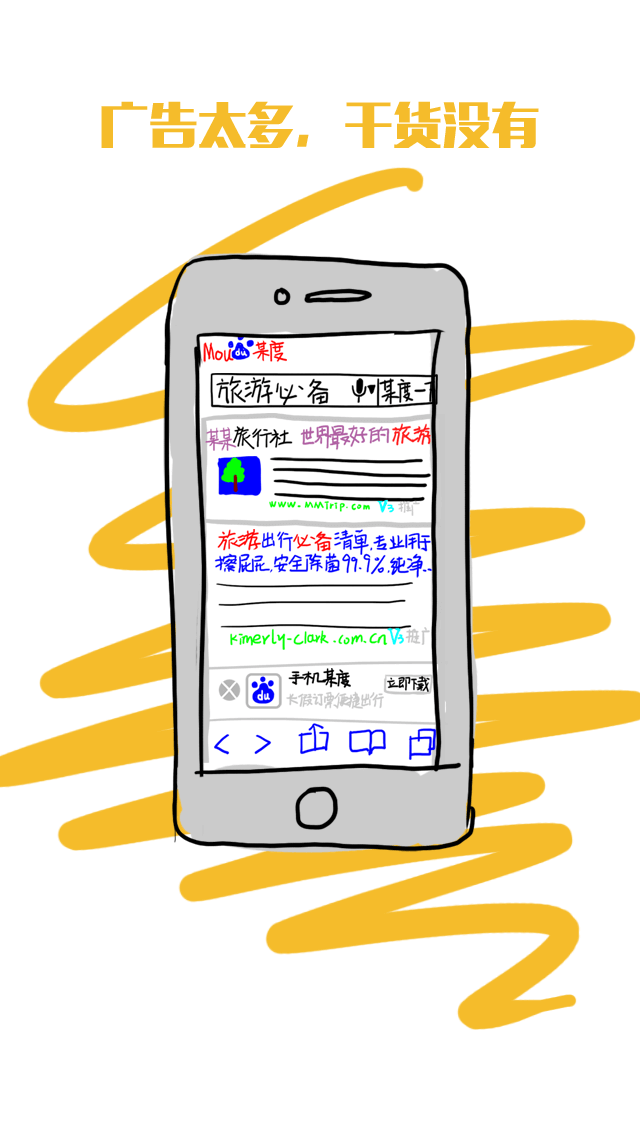 广告太多，干货没有
Mou du 某度
旅游必备 某度一下
某某旅行社 世界最好的旅游
www.MMTrip.com V3 推广
旅游出行必备清单,专业用于
擦屁屁,安全除菌99.9%,纯净..
kimerly-clark.com.cn V3 推广
手机某度
立即下载
du
长假订票便捷出行